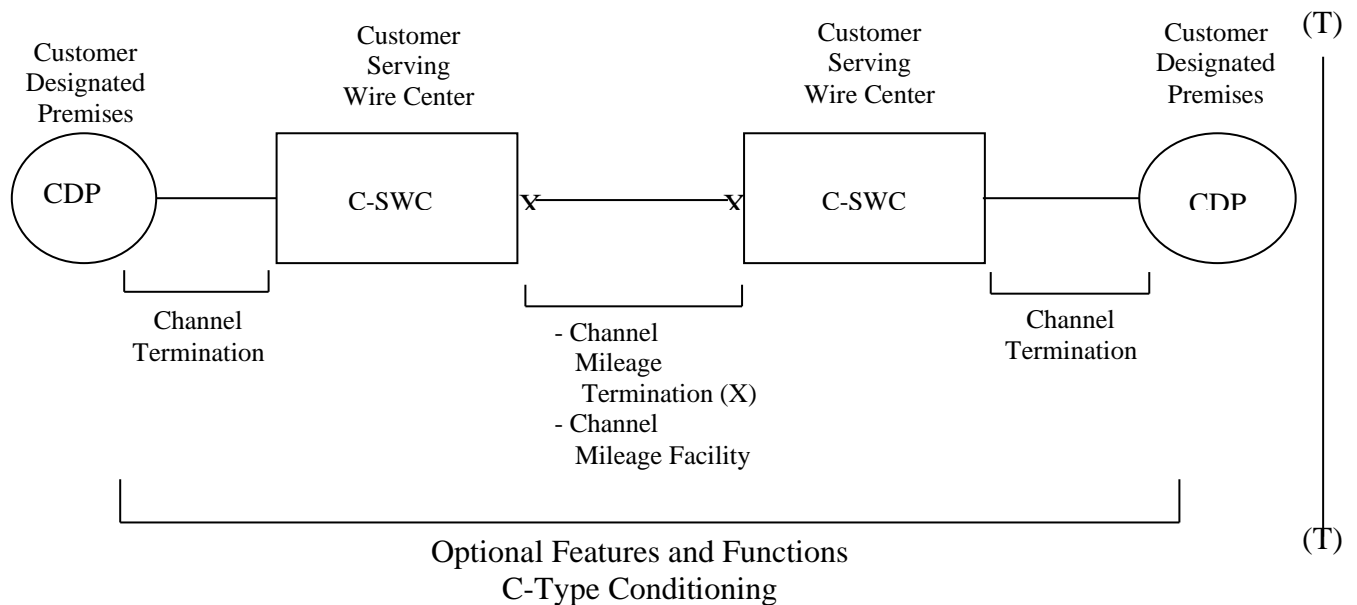 (T)
Customer
Designated
Premises
Customer
Serving
Wire Center
Customer
Serving
Wire Center
Customer
Designated
Premises
CDP
C-SWC
X
X
C-SWC
CDP
Channel
Termination
- Channel
Mileage
Termination (X)
- Channel
Mileage Facility
Channel
Termination
(T)
Optional Features and Functions
C-Type Conditioning